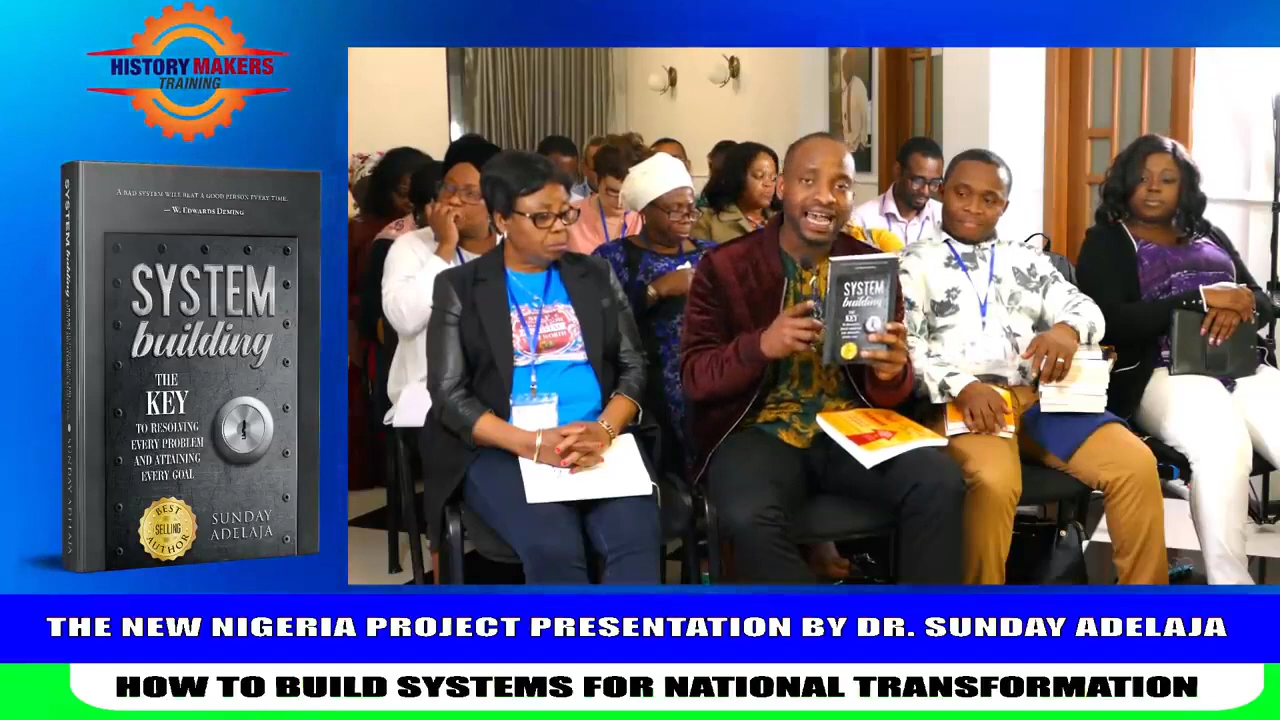 HISTORY MAKERS
TRAINING
A BAD SYSTEM WILL BEAT A GOOD PERSON EVERY TIME.
— W. EDWARDS DEMING
SYSTEM
building
THE
KEY
TO RESOLVING
EVERY PROBLEM
AND ATTAINING
EVERY GOAL
BEST
SELLING
AUTHOR
SUNDAY
ADELAJA
SYSTEM building
SUNDAY ADELAJA
SYSTEM
building
THE
KEY
THE NEW NIGERIA PROJECT PRESENTATION BY DR. SUNDAY ADELAJA
HOW TO BUILD SYSTEMS FOR NATIONAL TRANSFORMATION